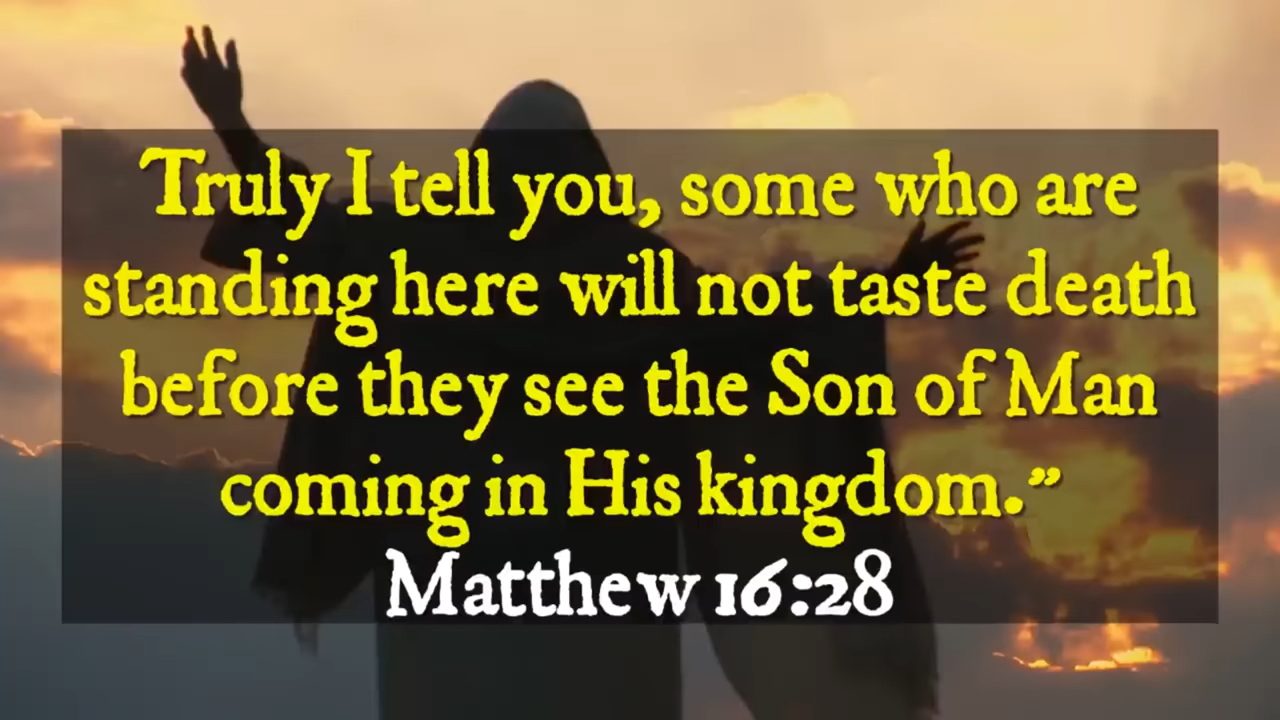 Truly I tell you, some who are
standing here will not taste death
before they see the Son of Man
coming in His kingdom.”
Matthew 16:28